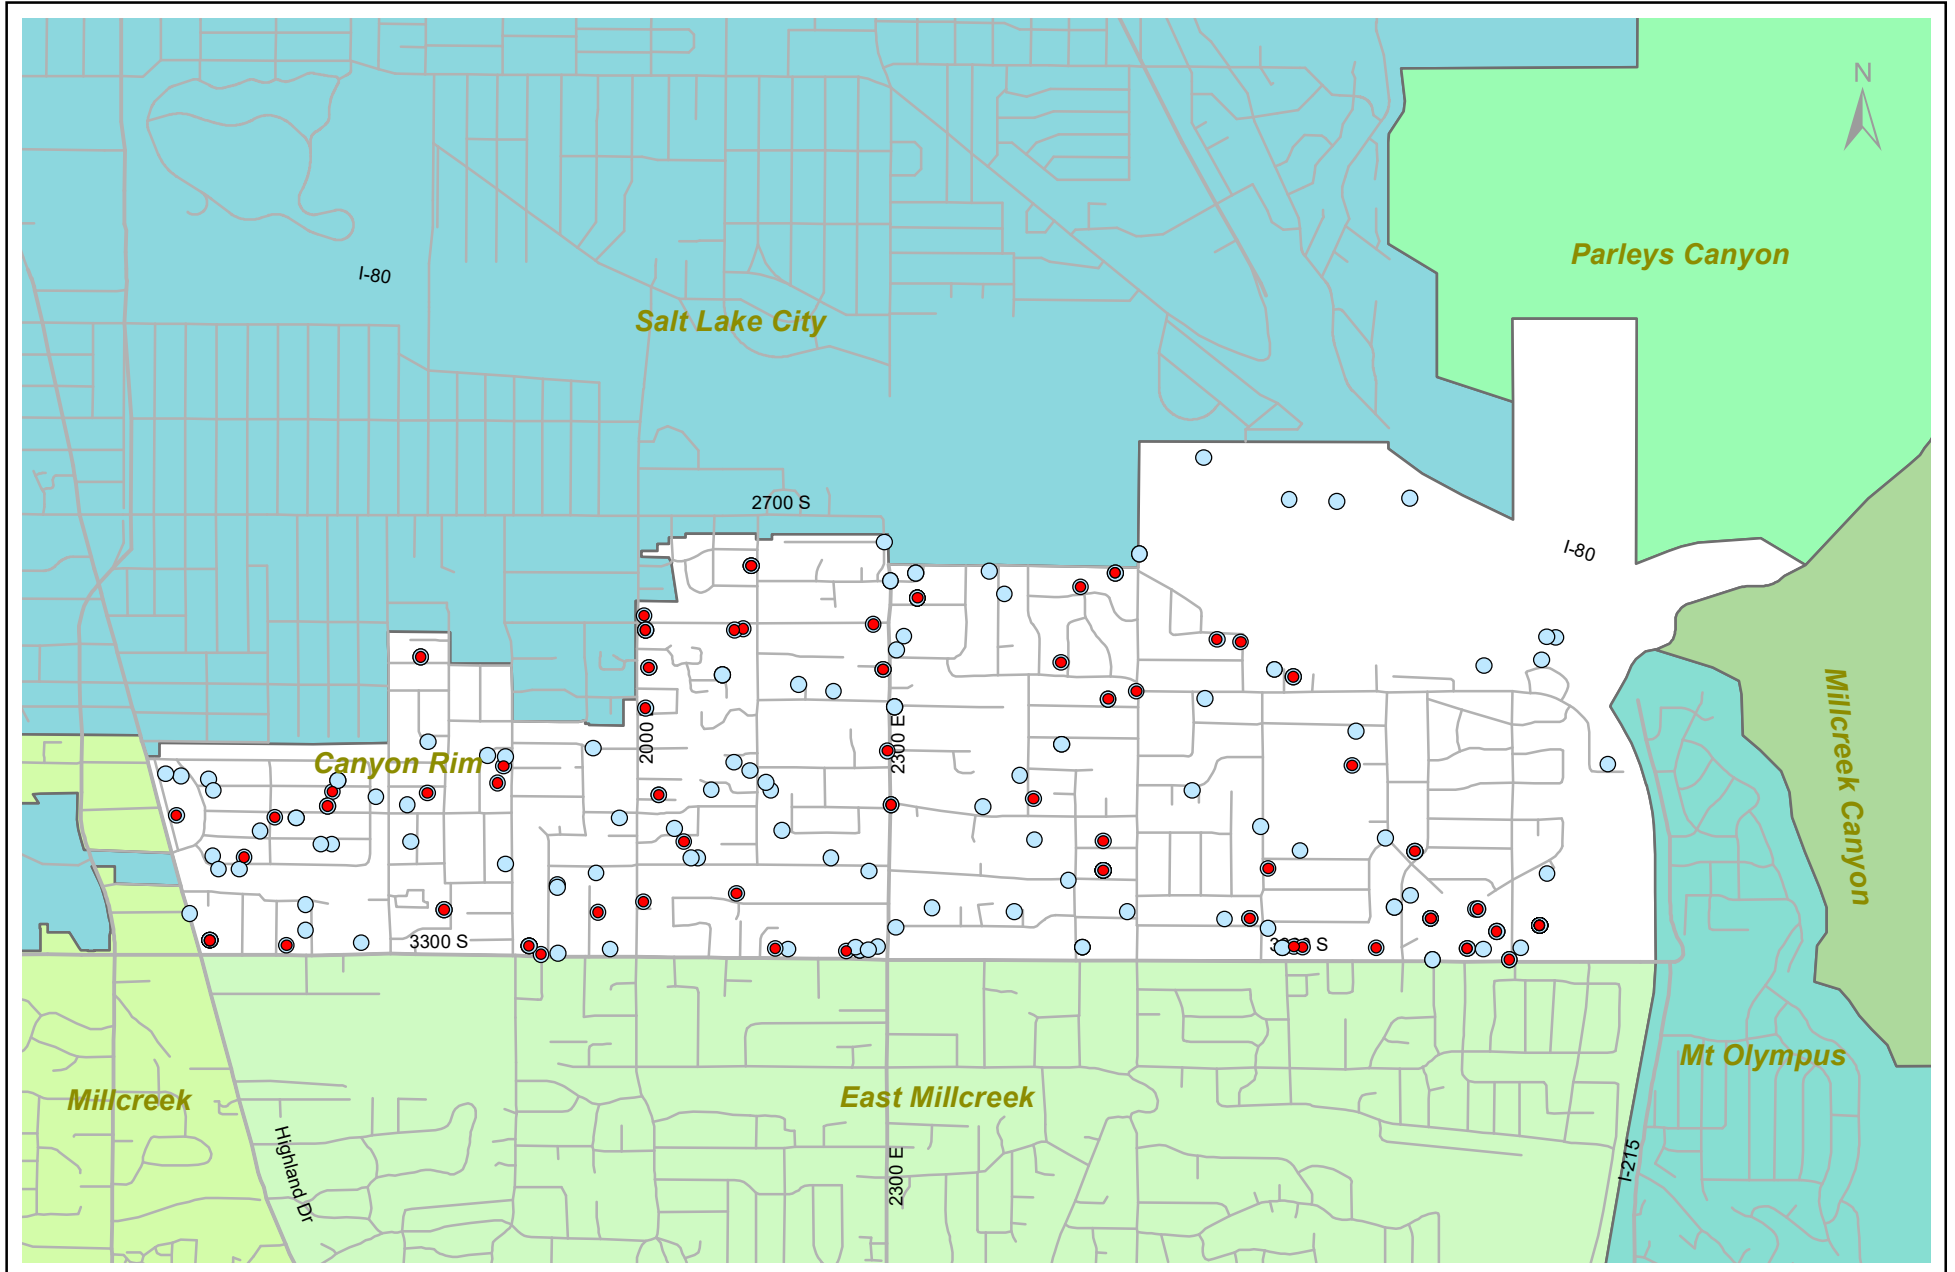 N
Parleys Canyon
I-80
Salt Lake City
2700 S
I-80
2000
2300 E
Canyon Rim
Millcreek Canyon
3300 S
Mt Olympus
Millcreek
East Millcreek
Highland Dr
2300 E
I-215